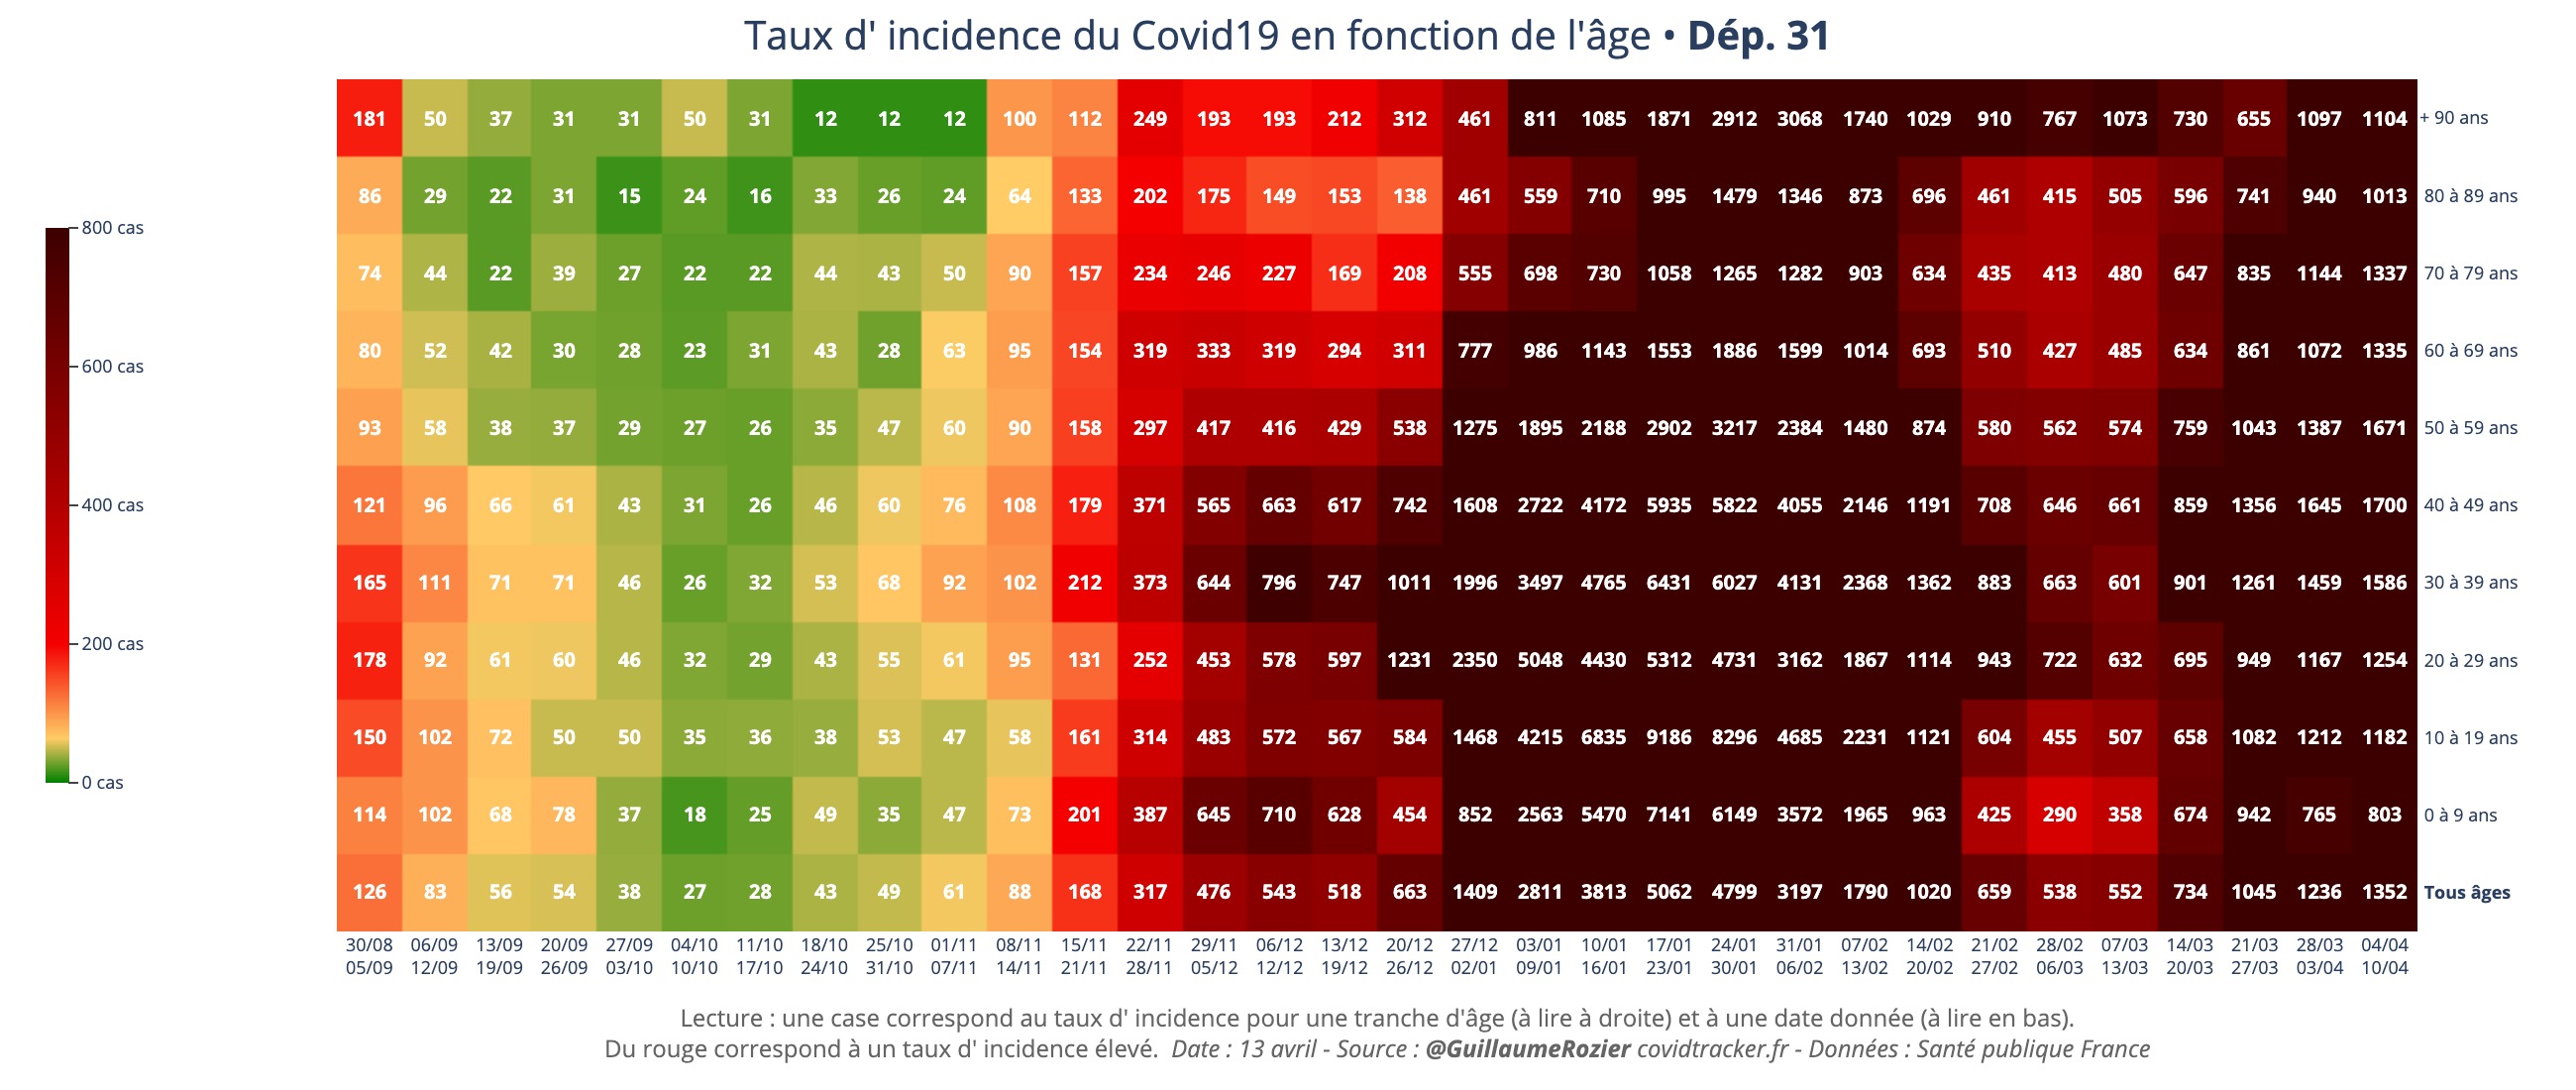 Taux d' incidence du Covid19 en fonction de l'âge • Dép. 31
800 cas
600 cas
400 cas
200 cas
0 cas
181 50 37 31 31 50 31 12 12 12 100 112 249 193 193 212 312 461 811 1085 1871 2912 3068 1740 1029 910 767 1073 730 655 1097 1104 + 90 ans
86 29 22 31 15 24 16 33 26 24 64 133 202 175 149 153 138 461 559 710 995 1479 1346 873 696 461 415 505 596 741 940 1013 80 à 89 ans
74 44 22 39 27 22 22 44 43 50 90 157 234 246 227 169 208 555 698 730 1058 1265 1282 903 634 435 413 480 647 835 1144 1337 70 à 79 ans
80 52 42 30 28 23 31 43 28 63 95 154 319 333 319 294 311 777 986 1143 1553 1886 1599 1014 693 510 427 485 634 861 1072 1335 60 à 69 ans
93 58 38 37 29 27 26 35 47 60 90 158 297 417 416 429 538 1275 1895 2188 2902 3217 2384 1480 874 580 562 574 759 1043 1387 1671 50 à 59 ans
121 96 66 61 43 31 26 46 60 76 108 179 371 565 663 617 742 1608 2722 4172 5935 5822 4055 2146 1191 708 646 661 859 1356 1645 1700 40 à 49 ans
165 111 71 71 46 26 32 53 68 92 102 212 373 644 796 747 1011 1996 3497 4765 6431 6027 4131 2368 1362 883 663 601 901 1261 1459 1586 30 à 39 ans
178 92 61 60 46 32 29 43 55 61 95 131 252 453 578 597 1231 2350 5048 4430 5312 4731 3162 1867 1114 943 722 632 695 949 1167 1254 20 à 29 ans
150 102 72 50 50 35 36 38 53 47 58 161 314 483 572 567 584 1468 4215 6835 9186 8296 4685 2231 1121 604 455 507 658 1082 1212 1182 10 à 19 ans
114 102 68 78 37 18 25 49 35 47 73 201 387 645 710 628 454 852 2563 5470 7141 6149 3572 1965 963 425 290 358 674 942 765 803 0 à 9 ans
126 83 56 54 38 27 28 43 49 61 88 168 317 476 543 518 663 1409 2811 3813 5062 4799 3197 1790 1020 659 538 552 734 1045 1236 1352 Tous âges
30/08 06/09 13/09 20/09 27/09 04/10 11/10 18/10 25/10 01/11 08/11 15/11 22/11 29/11 06/12 13/12 20/12 27/12 03/01 10/01 17/01 24/01 31/01 07/02 14/02 21/02 28/02 07/03 14/03 21/03 28/03 04/04
05/09 12/09 19/09 26/09 03/10 10/10 17/10 24/10 31/10 07/11 14/11 21/11 28/11 05/12 12/12 19/12 26/12 02/01 09/01 16/01 23/01 30/01 06/02 13/02 20/02 27/02 06/03 13/03 20/03 27/03 03/04 10/04
Lecture : une case correspond au taux d' incidence pour une tranche d'âge (à lire à droite) et à une date donnée (à lire en bas).
Du rouge correspond à un taux d' incidence élevé. Date : 13 avril - Source : @GuillaumeRozier covidtracker.fr - Données : Santé publique France